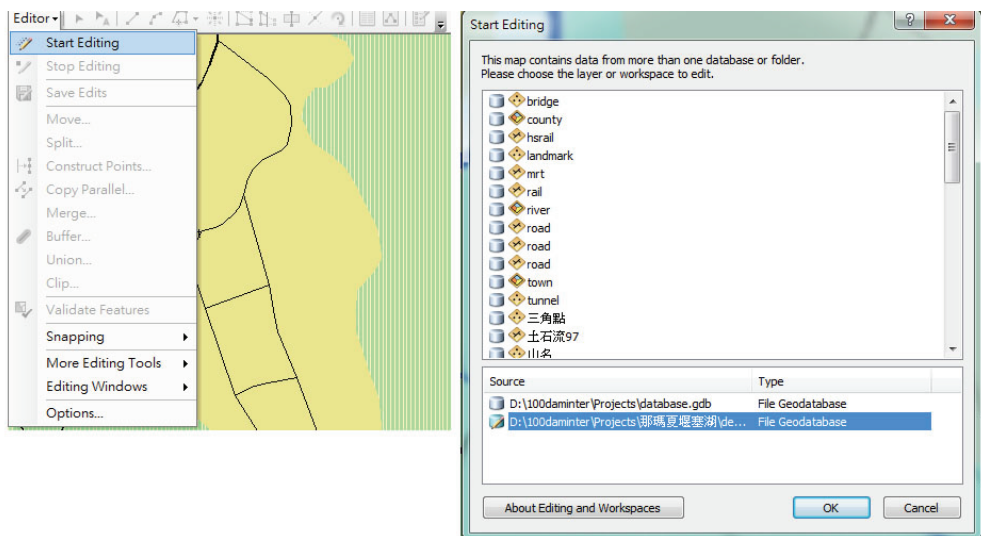 Editor
Start Editing
Stop Editing
Save Edits
Move...
Split...
Construct Points...
Copy Parallel...
Merge...
Buffer...
Union...
Clip...
Validate Features
Snapping
More Editing Tools
Editing Windows
Options...
Start Editing
This map contains data from more than one database or folder.
Please choose the layer or workspace to edit.
bridge
county
hsrail
landmark
mrt
rail
river
road
road
road
town
tunnel
三角點
土石流97
山名
Source Type
D:\100daminter\Projects\database.gdb File Geodatabase
D:\100daminter\Projects\那瑪夏堰塞湖\de... File Geodatabase
About Editing and Workspaces OK Cancel